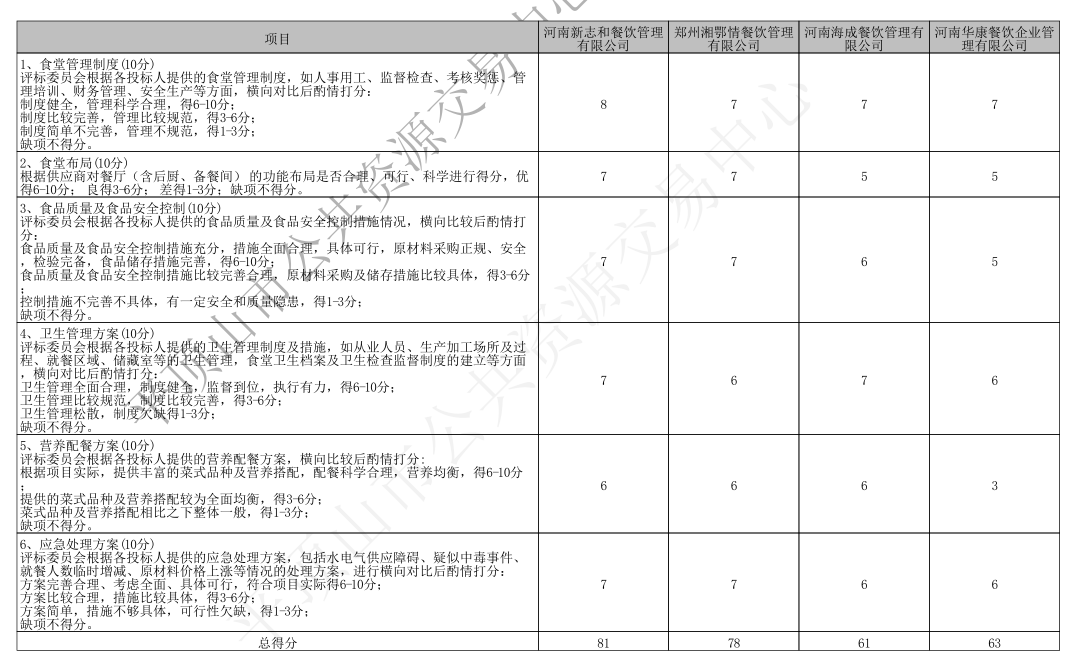 项目
河南新志和餐饮管理有限公司
郑州湘鄂情餐饮管理有限公司
河南海成餐饮管理有限公司
河南华康餐饮企业管理有限公司
1、食堂管理制度(10分)
评标委员会根据各投标人提供的食堂管理制度，如人事用工、监督检查、考核奖惩、管
理培训、财务管理、安全生产等方面，横向对比后酌情打分:
制度健全，管理科学合理，得6-10分;
制度比较完善，管理比较规范，得3-6分;
制度简单不完善，管理不规范，得1-3分;
缺项不得分。
8 7 7 7
2、食堂布局(10分)
根据供应商对餐厅（含后厨、备餐间） 的功能布局是否合理、可行、科学进行得分，优
得6-10分; 良得3-6分; 差得1-3分;缺项不得分。
7 7 5 5
3、食品质量及食品安全控制(10分)
评标委员会根据各投标人提供的食品质量及食品安全控制措施情况，横向比较后酌情打
分:
食品质量及食品安全控制措施充分，措施全面合理，具体可行，原材料采购正规、安全
，检验完备，食品储存措施完善，得6-10分;
食品质量及食品安全控制措施比较完善合理，原材料采购及储存措施比较具体，得3-6分
;
控制措施不完善不具体，有一定安全和质量隐患，得1-3分;
缺项不得分。
7 7 6 5
4、卫生管理方案(10分)
评标委员会根据各投标人提供的卫生管理制度及措施，如从业人员、生产加工场所及过
程、就餐区域、储藏室等的卫生管理，食堂卫生档案及卫生检查监督制度的建立等方面
，横向对比后酌情打分:
卫生管理全面合理，制度健全，监督到位，执行有力，得6-10分;
卫生管理比较规范，制度比较完善，得3-6分;
卫生管理松散，制度欠缺得1-3分;
缺项不得分。
7 6 7 6
5、营养配餐方案(10分)
评标委员会根据各投标人提供的营养配餐方案，横向比较后酌情打分:
根据项目实际，提供丰富的菜式品种及营养搭配，配餐科学合理，营养均衡，得6-10分
;
提供的菜式品种及营养搭配较为全面均衡，得3-6分;
菜式品种及营养搭配相比之下整体一般，得1-3分;
缺项不得分。
6 6 6 3
6、应急处理方案(10分)
评标委员会根据各投标人提供的应急处理方案，包括水电气供应障碍、疑似中毒事件、
就餐人数临时增减、原材料价格上涨等情况的处理方案，进行横向对比后酌情打分:
方案完善合理、考虑全面、具体可行，符合项目实际得6-10分;
方案比较合理，措施比较具体，得3-6分;
方案简单，措施不够具体，可行性欠缺，得1-3分;
缺项不得分。
7 7 6 6
总得分 81 78 61 63
平顶山市公共资源交易中心
平顶山市公共资源交易中心